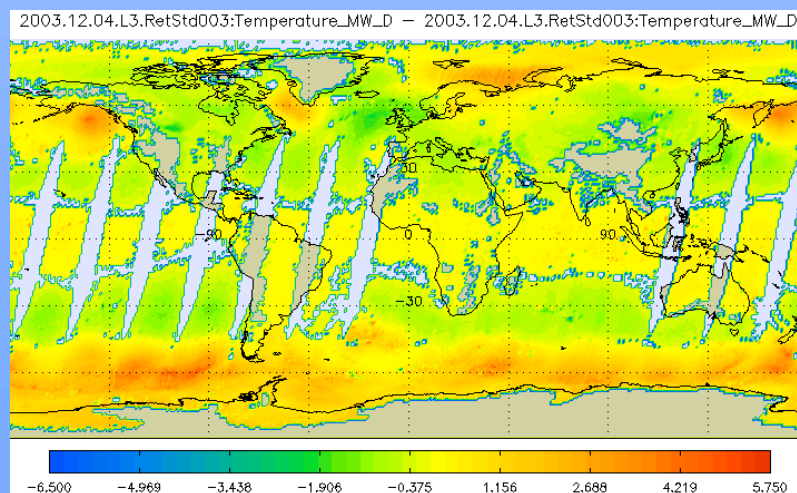 2003.12.04.L3.RetStd003:Temperature_MW_D − 2003.12.04.L3.RetStd003:Temperature_MW_D
30
−90 0 90
−30
−6.500 −4.969 −3.438 −1.906 −0.375 1.156 2.688 4.219 5.750